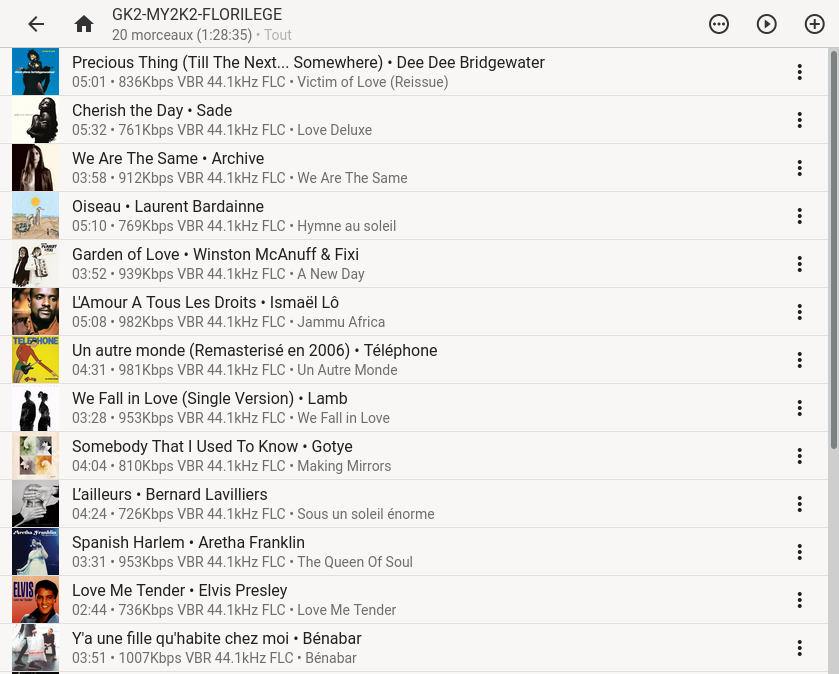 GK2-MY2K2-FLORILEGE
20 morceaux (1:28:35) • Tout
Precious Thing (Till The Next... Somewhere) • Dee Dee Bridgewater
05:01 • 836Kbps VBR 44.1kHz FLC • Victim of Love (Reissue)
Cherish the Day • Sade
05:32 • 761Kbps VBR 44.1kHz FLC • Love Deluxe
We Are The Same • Archive
03:58 • 912Kbps VBR 44.1kHz FLC • We Are The Same
Oiseau • Laurent Bardainne
05:10 • 769Kbps VBR 44.1kHz FLC • Hymne au soleil
Garden of Love • Winston McAnuff & Fixi
03:52 • 939Kbps VBR 44.1kHz FLC • A New Day
L'Amour A Tous Les Droits • Ismaël Lô
05:08 • 982Kbps VBR 44.1kHz FLC • Jammu Africa
TELEPHONE
Un autre monde (Remasterisé en 2006) • Téléphone
04:31 • 981Kbps VBR 44.1kHz FLC • Un Autre Monde
We Fall in Love (Single Version) • Lamb
03:28 • 953Kbps VBR 44.1kHz FLC • We Fall in Love
Somebody That I Used To Know • Gotye
04:04 • 810Kbps VBR 44.1kHz FLC • Making Mirrors
L’ailleurs • Bernard Lavilliers
04:24 • 726Kbps VBR 44.1kHz FLC • Sous un soleil énorme
Aretha Franklin
Spanish Harlem • Aretha Franklin
03:31 • 953Kbps VBR 44.1kHz FLC • The Queen Of Soul
ELVIS
Love Me Tender • Elvis Presley
02:44 • 736Kbps VBR 44.1kHz FLC • Love Me Tender
Y'a une fille qu'habite chez moi • Bénabar
03:51 • 1007Kbps VBR 44.1kHz FLC • Bénabar